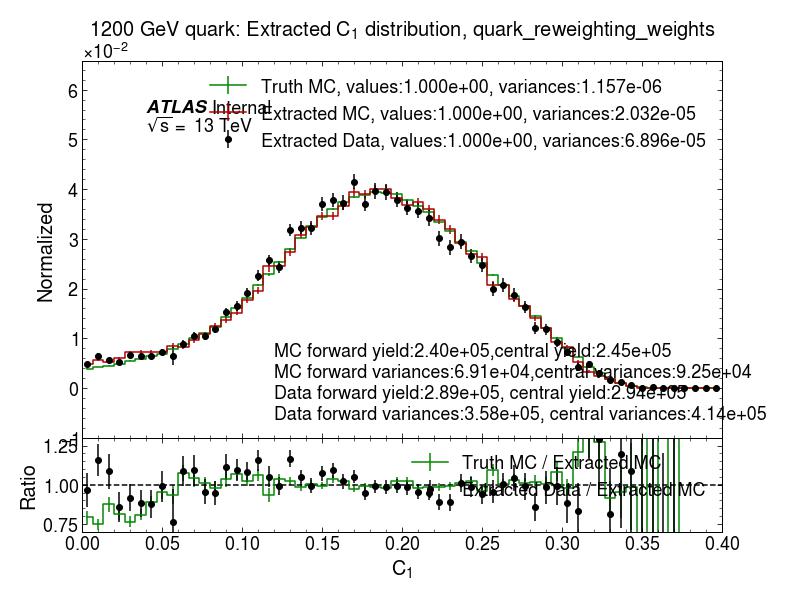 1200 GeV quark: Extracted C₁ distribution, quark_reweighting_weights
×10⁻²
Truth MC, values:1.000e+00, variances:1.157e-06
ATLAS Internal
Extracted MC, values:1.000e+00, variances:2.032e-05
√s = 13 TeV
Extracted Data, values:1.000e+00, variances:6.896e-05
6
5
4
3
2
1
0
−1
Normalized
MC forward yield:2.40e+05,central yield:2.45e+05
MC forward variances:6.91e+04,central variances:9.25e+04
Data forward yield:2.89e+05, central yield:2.94e+05
Data forward variances:3.58e+05, central variances:4.14e+05
1.25
1.00
0.75
Ratio
Truth MC / Extracted MC
Extracted Data / Extracted MC
0.00 0.05 0.10 0.15 0.20 0.25 0.30 0.35 0.40
C₁